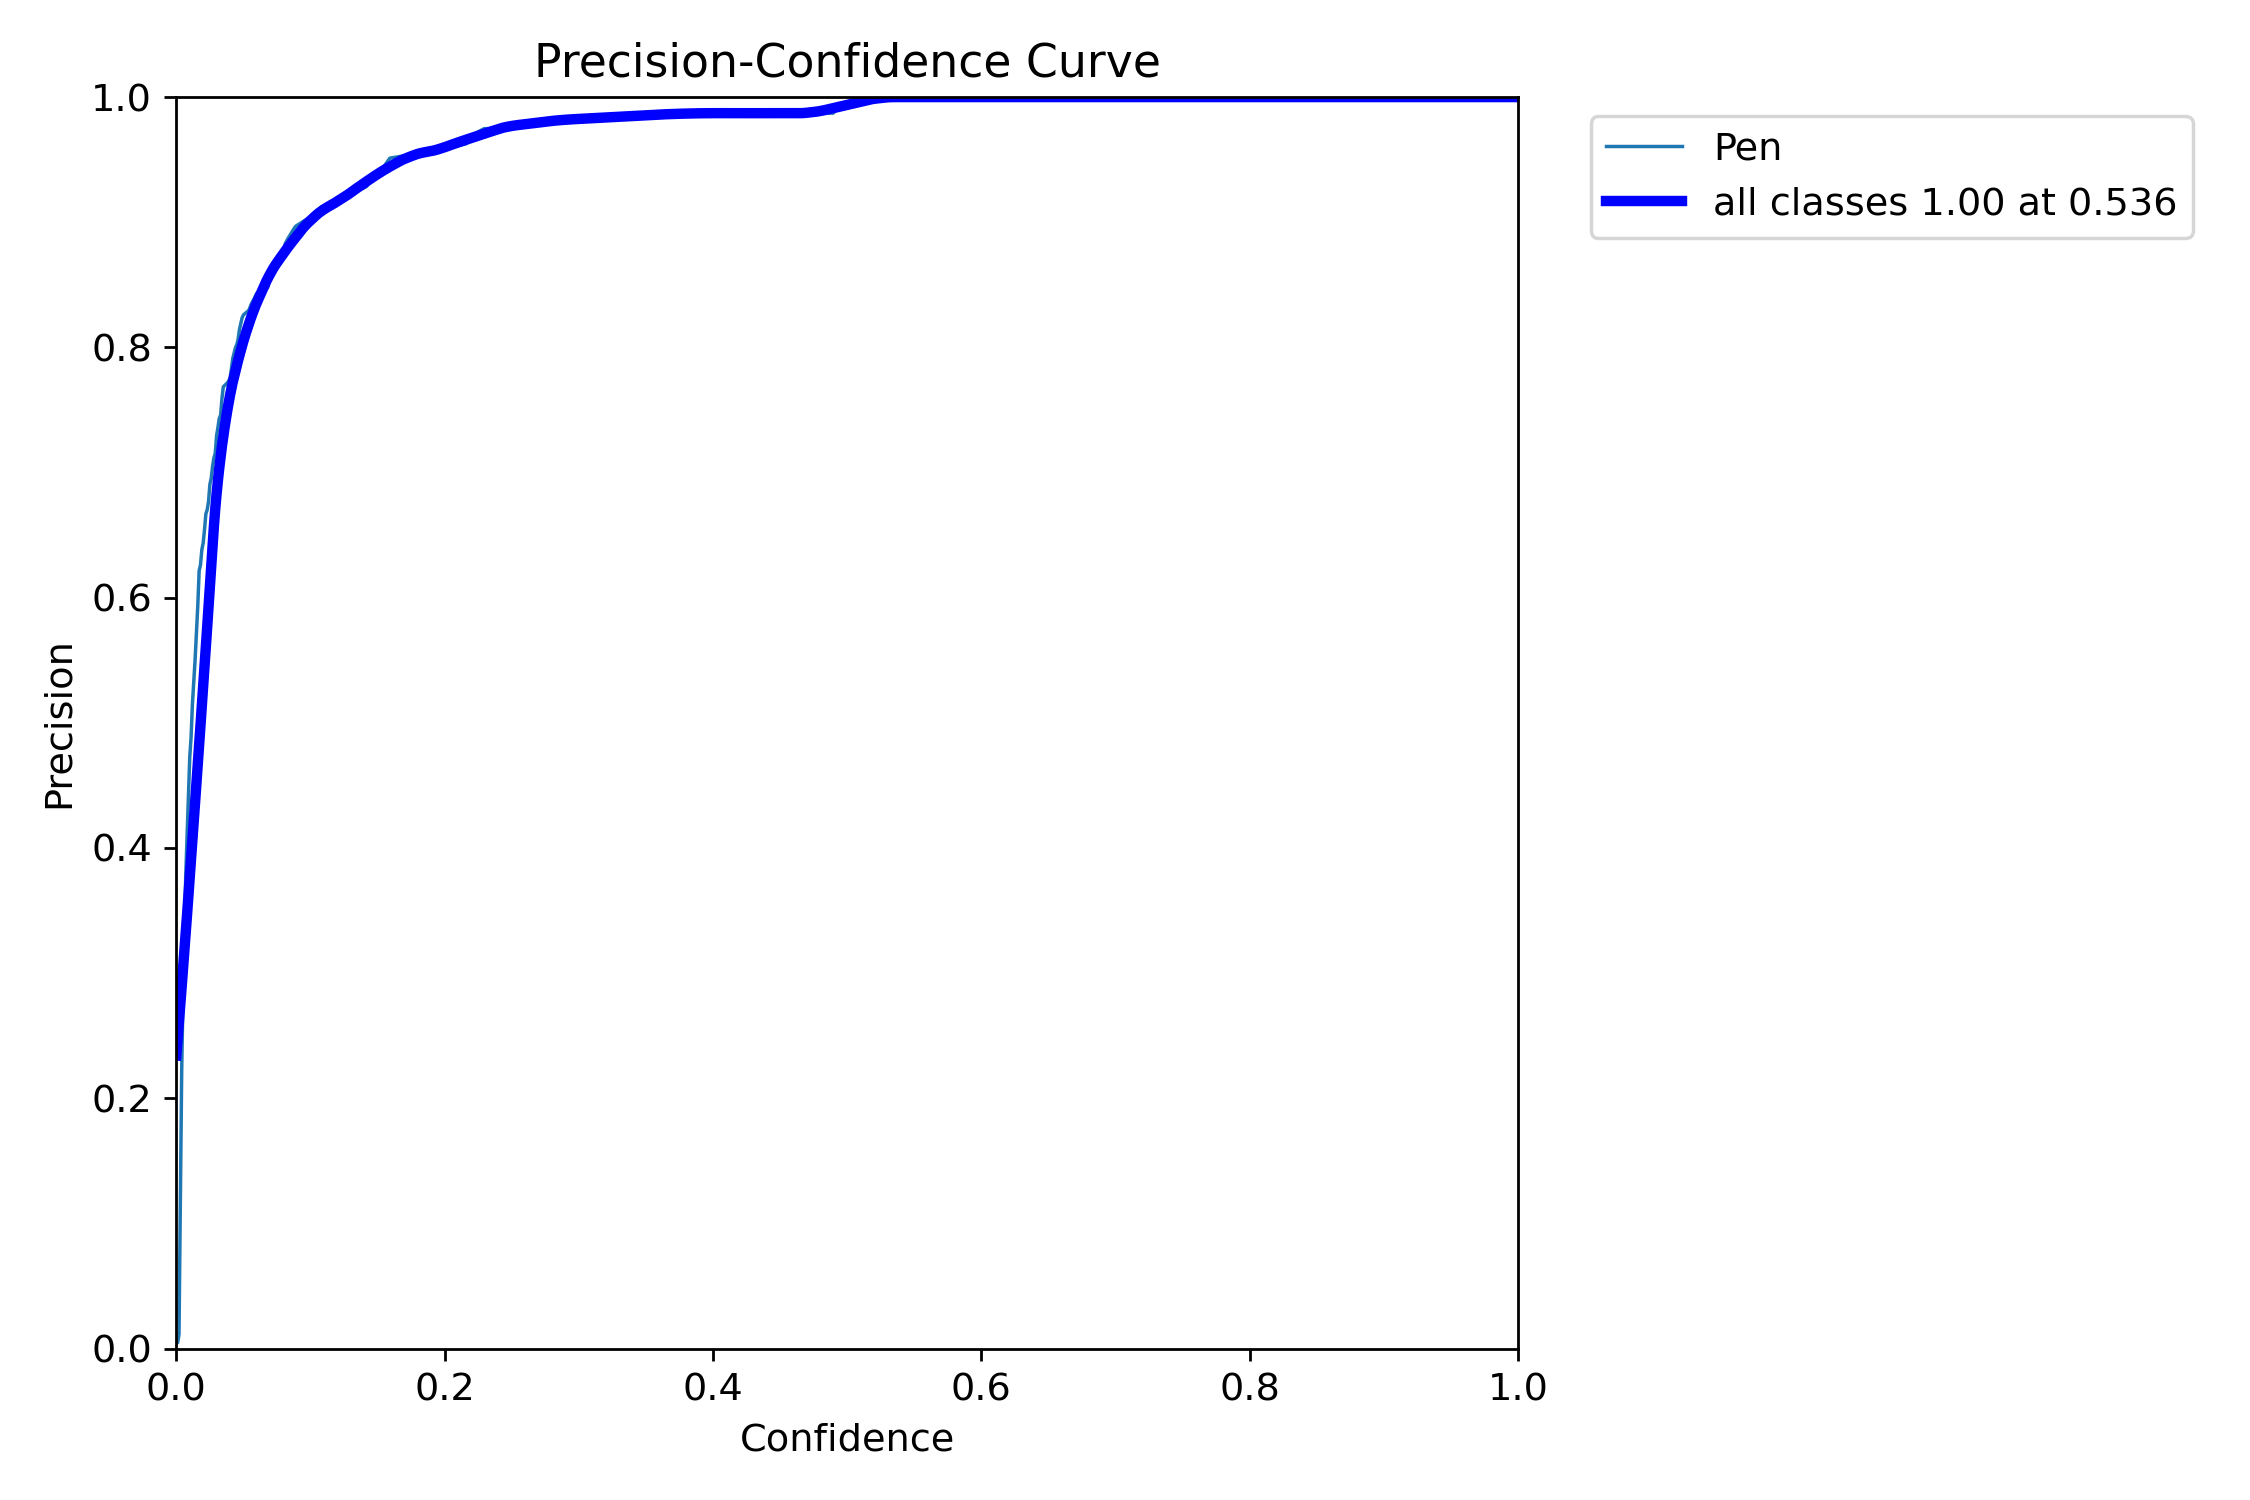 Precision-Confidence Curve
Pen
all classes 1.00 at 0.536
Precision
1.0
0.8
0.6
0.4
0.2
0.0
0.0 0.2 0.4 0.6 0.8 1.0
Confidence